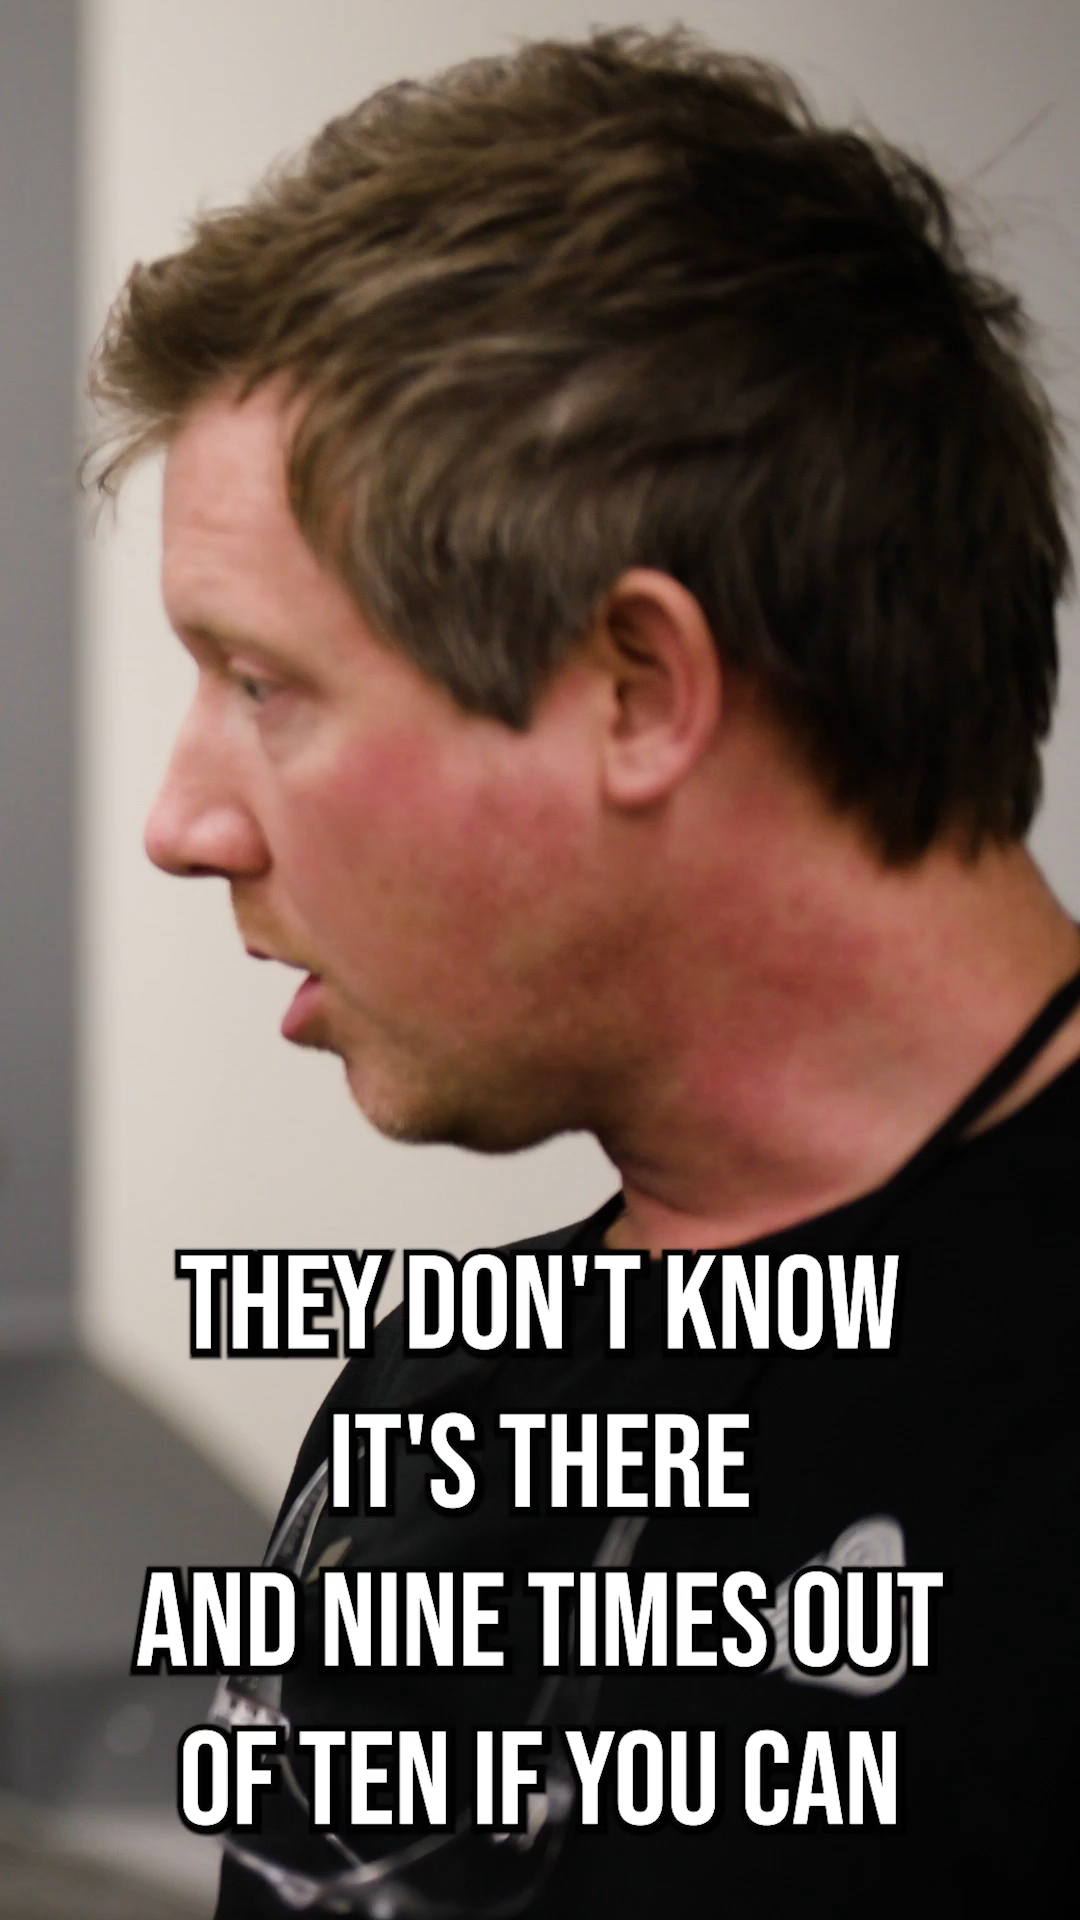 THEY DON'T KNOW
IT'S THERE
AND NINE TIMES OUT
OF TEN IF YOU CAN